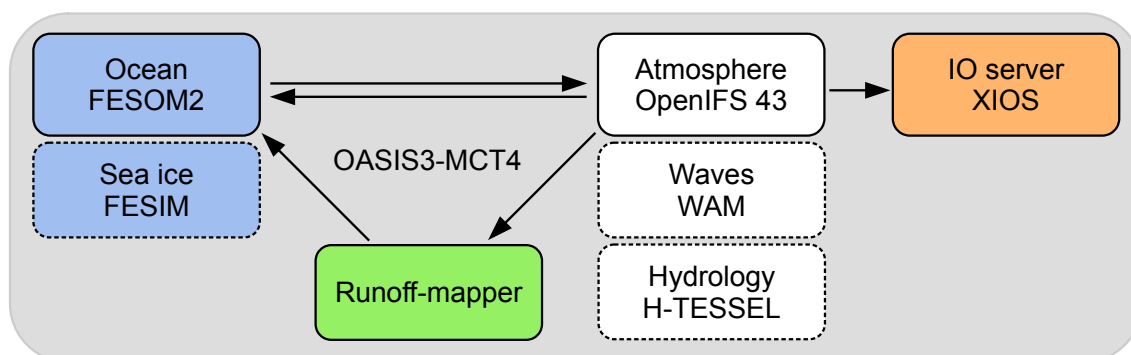 Ocean
FESOM2
Atmosphere
OpenIFS 43
IO server
XIOS
Sea ice
FESIM
OASIS3-MCT4
Waves
WAM
Runoff-mapper
Hydrology
H-TESSEL